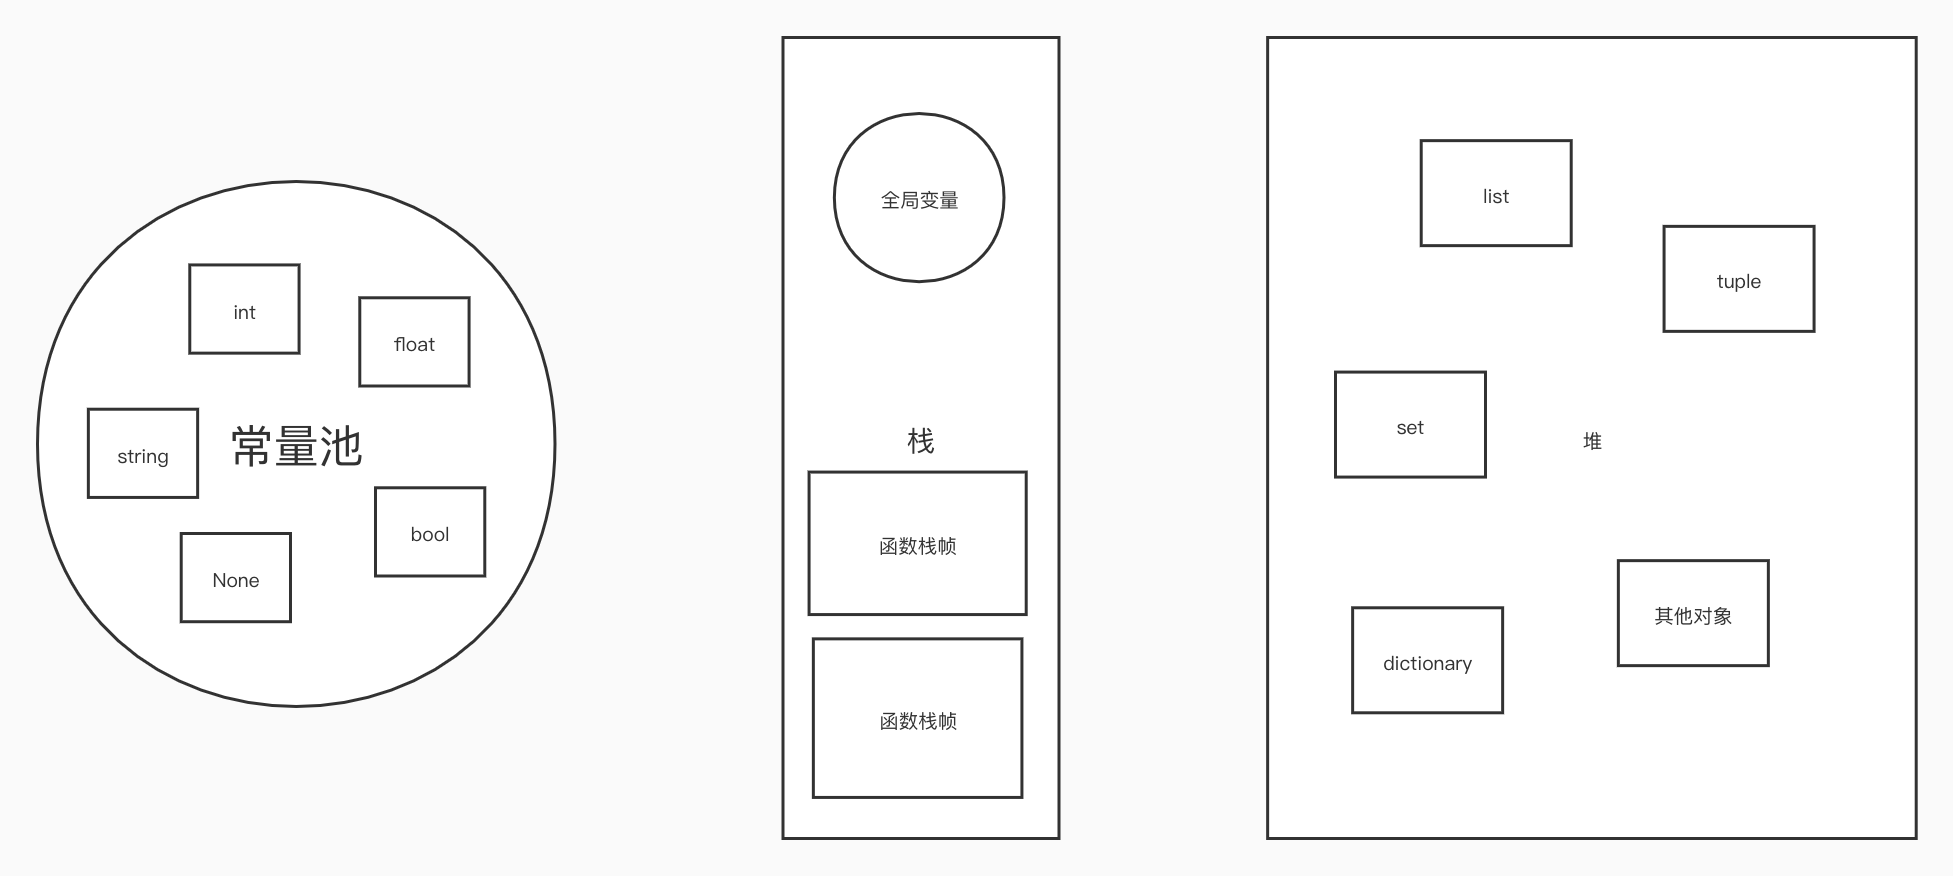 int
float
string
常量池
bool
None
全局变量
栈
函数栈帧
函数栈帧
list
tuple
set
堆
其他对象
dictionary